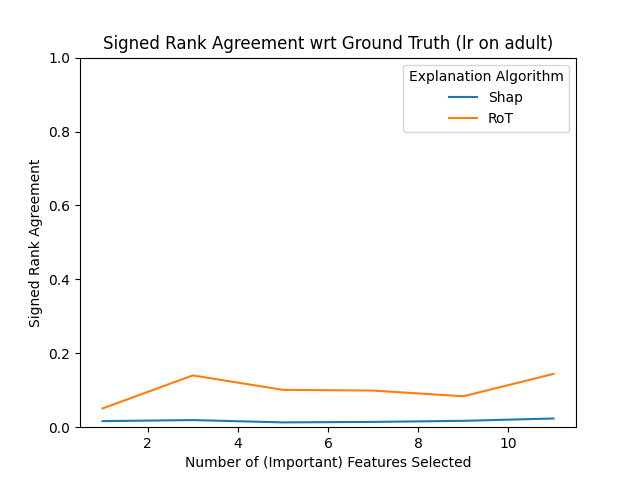 Signed Rank Agreement wrt Ground Truth (lr on adult)
Explanation Algorithm
Shap
RoT
1.0
0.8
0.6
0.4
0.2
0.0
Signed Rank Agreement
2 4 6 8 10
Number of (Important) Features Selected